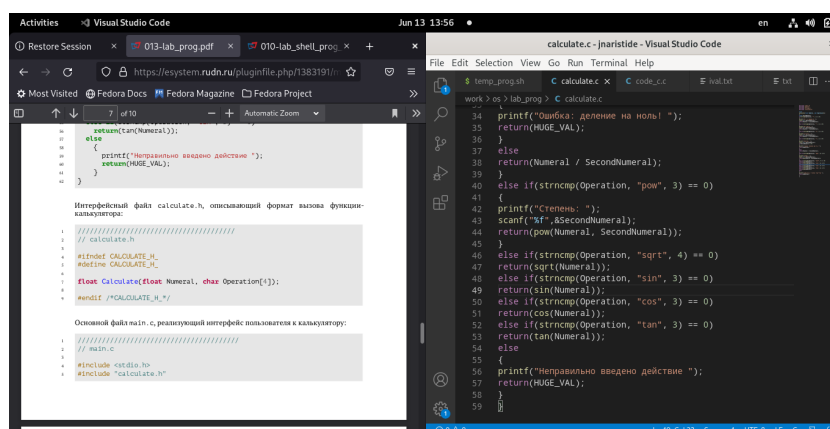 Activities
Visual Studio Code
Jun 13 13:56
en
Restore Session
013-lab_prog.pdf
010-lab_shell_prog_
https://esystem.rudn.ru/pluginfile.php/1383191/
Most Visited
Fedora Docs
Fedora Magazine
Fedora Project
7 of 10
Automatic Zoom
return(tan(Numeral));
else
{
printf("Неправильно введено действие ");
return(HUGE_VAL);
}
}
Интерфейсный файл calculate.h, описывающий формат вызова функции-
калькулятора:
///////////////////////////////////////
// calculate.h
#ifndef CALCULATE_H_
#define CALCULATE_H_
float Calculate(float Numeral, char Operation[4]);
#endif /*CALCULATE_H_*/
Основной файл main.c, реализующий интерфейс пользователя к калькулятору:
////////////////////////////////////////
// main.c
#include <stdio.h>
#include "calculate.h"
calculate.c - jnaristide - Visual Studio Code
File Edit Selection View Go Run Terminal Help
$ temp_prog.sh
C calculate.c
C code_c.c
ival.txt
txt
work > os > lab_prog > C calculate.c
33 {
34 printf("Ошибка: деление на ноль! ");
35 return(HUGE_VAL);
36 }
37 else
38 return(Numeral / SecondNumeral);
39 }
40 else if(strncmp(Operation, "pow", 3) == 0)
41 {
42 printf("Степень: ");
43 scanf("%f",&SecondNumeral);
44 return(pow(Numeral, SecondNumeral));
45 }
46 else if(strncmp(Operation, "sqrt", 4) == 0)
47 return(sqrt(Numeral));
48 else if(strncmp(Operation, "sin", 3) == 0)
49 return(sin(Numeral));
50 else if(strncmp(Operation, "cos", 3) == 0)
51 return(cos(Numeral));
52 else if(strncmp(Operation, "tan", 3) == 0)
53 return(tan(Numeral));
54 else
55 {
56 printf("Неправильно введено действие ");
57 return(HUGE_VAL);
58 }
59 }